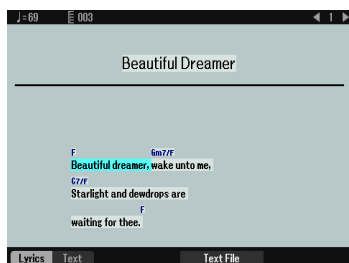 ♩=69 003 ◀ 1 ▶
Beautiful Dreamer
F Gm7/F
Beautiful dreamer, wake unto me,
C7/F
Starlight and dewdrops are
F
waiting for thee.
Lyrics Text Text File